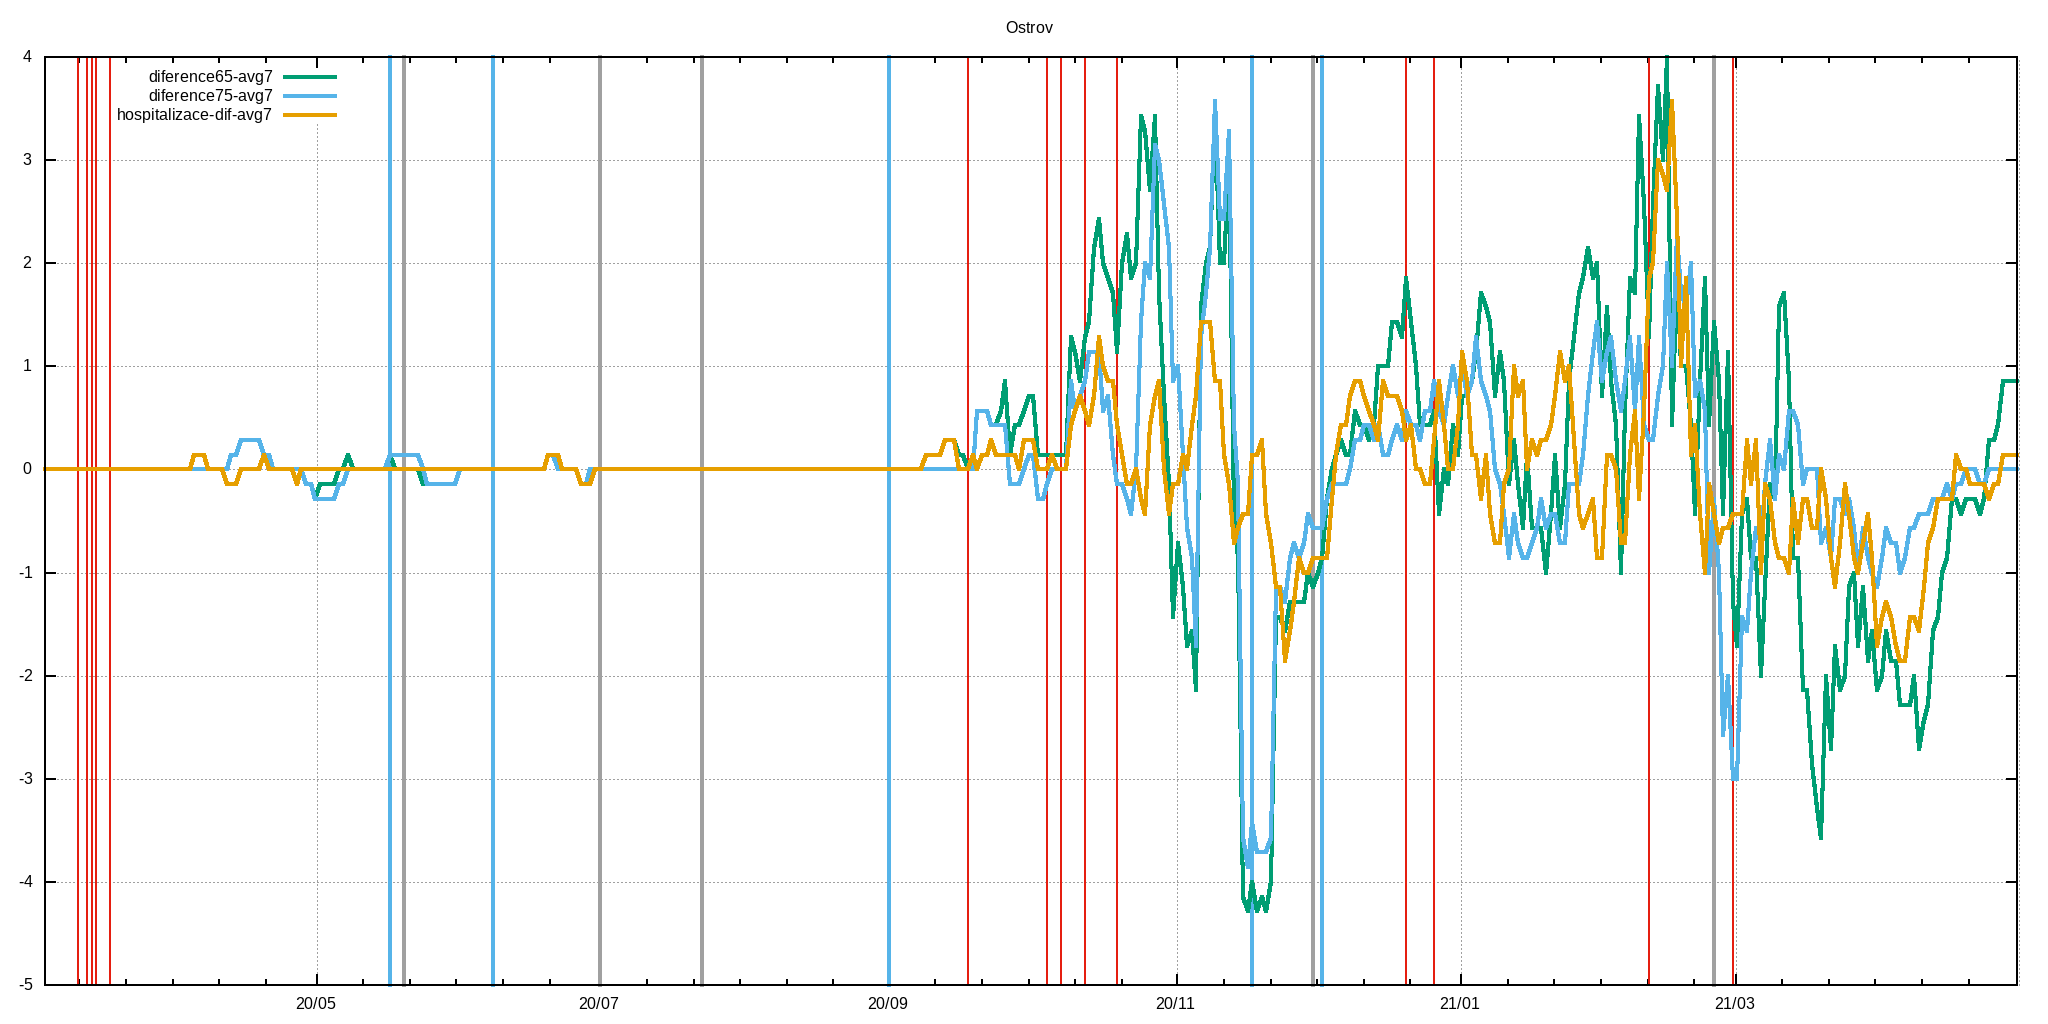 Ostrov
4
diference65-avg7
diference75-avg7
hospitalizace-dif-avg7
3
2
1
0
-1
-2
-3
-4
-5
20/05 20/07 20/09 20/11 21/01 21/03